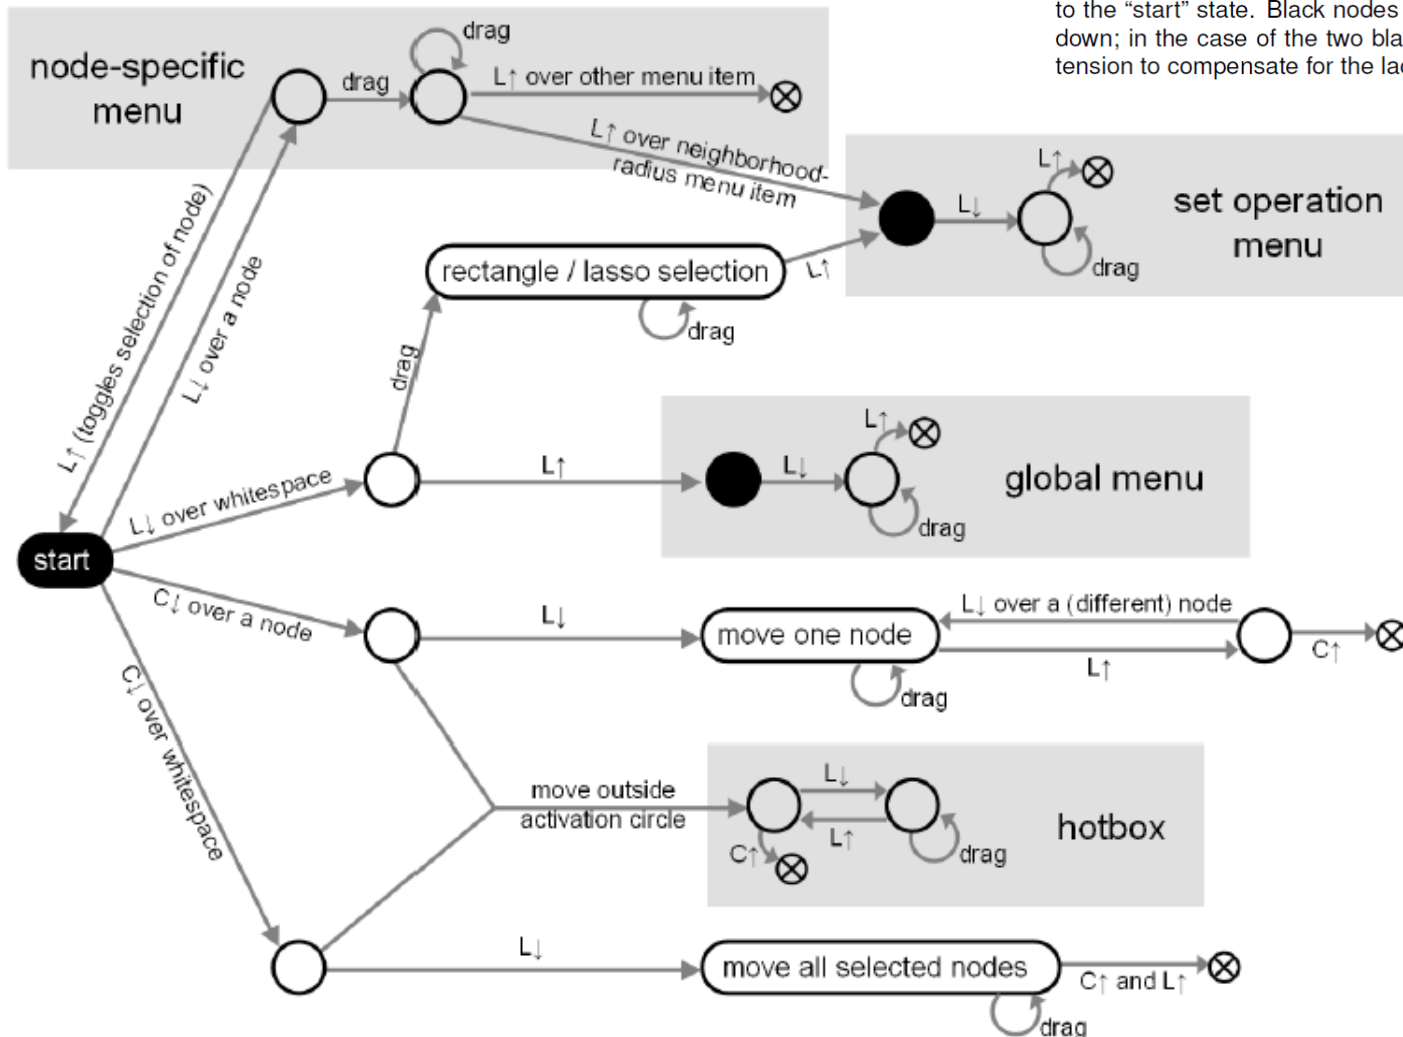 to the “start” state. Black nodes
down; in the case of the two bla
tension to compensate for the la
node-specific
menu
drag
drag
L↑ over other menu item
L↑ over neighborhood-
radius menu item
L↑
L↓
drag
set operation
menu
L↑ (toggles selection of node)
L↓ over a node
rectangle / lasso selection
L↑
drag
drag
L↓ over whitespace
L↑
L↓
L↑
drag
global menu
start
C↓ over a node
L↓
move one node
L↓ over a (different) node
L↑
C↑
drag
C↓ over whitespace
move outside
activation circle
L↓
L↑
C↑
drag
hotbox
L↓
move all selected nodes
C↑ and L↑
drag